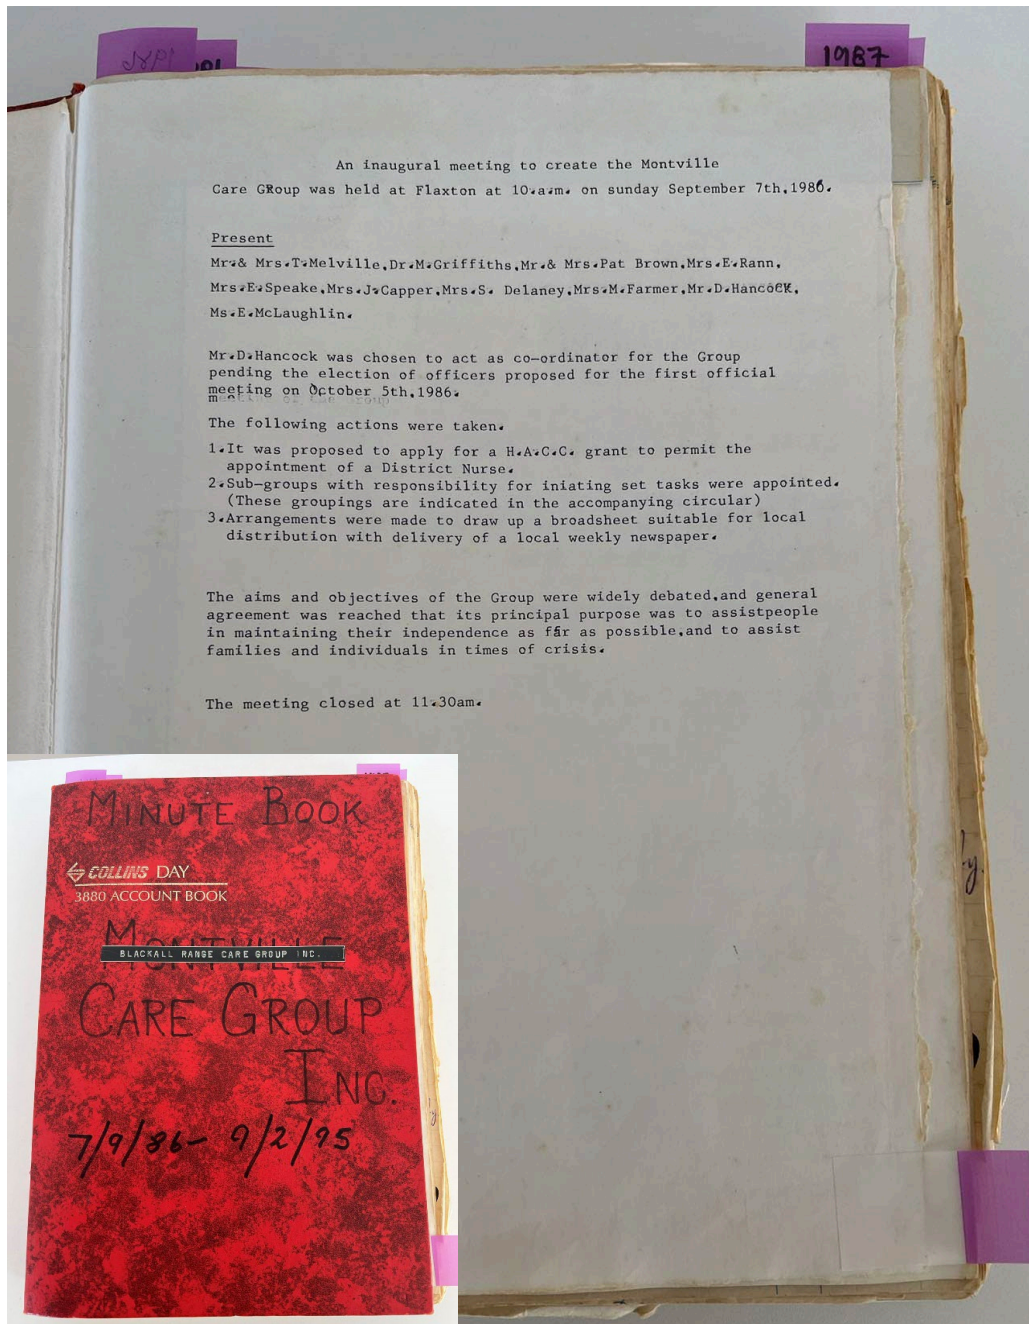 1987
An inaugural meeting to create the Montville
Care GRoup was held at Flaxton at 10.a.m. on sunday September 7th,1986.
Present
Mr.& Mrs.T.Melville,Dr.M.Griffiths,Mr.& Mrs.Pat Brown,Mrs.E.Rann,
Mrs.E.Speake,Mrs.J.Capper,Mrs.S. Delaney,Mrs.M.Farmer,Mr.D.Hancock,
Ms.E.McLaughlin.
Mr.D.Hancock was chosen to act as co-ordinator for the Group
pending the election of officers proposed for the first official
meeting on October 5th,1986.
The following actions were taken.
1.It was proposed to apply for a H.A.C.C. grant to permit the
appointment of a District Nurse.
2.Sub-groups with responsibility for iniating set tasks were appointed.
(These groupings are indicated in the accompanying circular)
3.Arrangements were made to draw up a broadsheet suitable for local
distribution with delivery of a local weekly newspaper.
The aims and objectives of the Group were widely debated,and general
agreement was reached that its principal purpose was to assistpeople
in maintaining their independence as far as possible,and to assist
families and individuals in times of crisis.
The meeting closed at 11.30am.
MINUTE BOOK
COLLINS DAY
3880 ACCOUNT BOOK
MONTVILLE
BLACKALL RANGE CARE GROUP INC.
CARE GROUP
INC.
7/9/86- 9/2/95